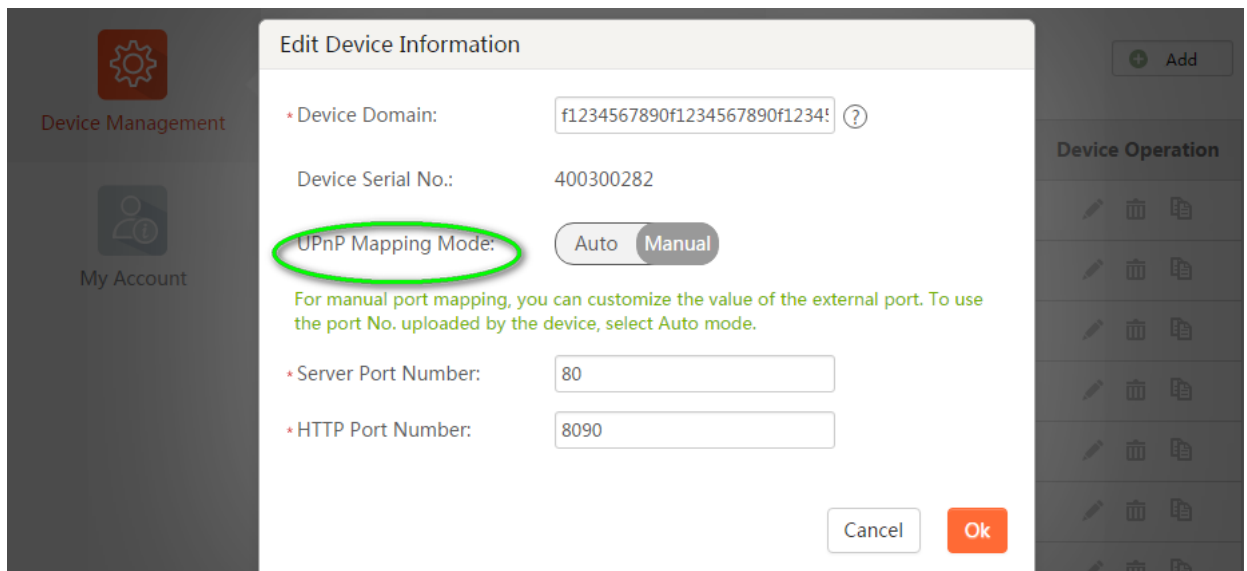 Edit Device Information
Add
Device Management
* Device Domain:
f1234567890f1234567890f1234
?
Device Operation
Device Serial No.:
400300282
UPnP Mapping Mode:
Auto
Manual
My Account
For manual port mapping, you can customize the value of the external port. To use
the port No. uploaded by the device, select Auto mode.
* Server Port Number:
80
* HTTP Port Number:
8090
Cancel
Ok